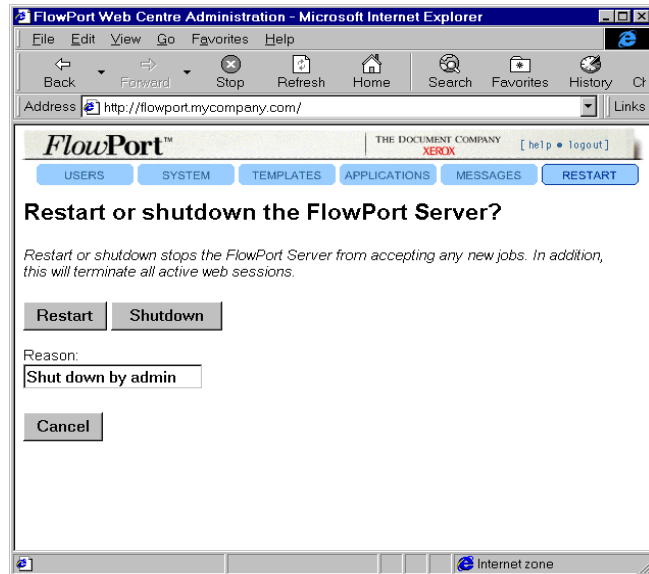 FlowPort Web Centre Administration - Microsoft Internet Explorer
File Edit View Go Favorites Help
Back Forward Stop Refresh Home Search Favorites History Ch
Address http://flowport.mycompany.com/ Links
FlowPort™ THE DOCUMENT COMPANY
XEROX [ help • logout ]
USERS SYSTEM TEMPLATES APPLICATIONS MESSAGES RESTART
Restart or shutdown the FlowPort Server?
Restart or shutdown stops the FlowPort Server from accepting any new jobs. In addition,
this will terminate all active web sessions.
Restart Shutdown
Reason:
Shut down by admin
Cancel
Internet zone